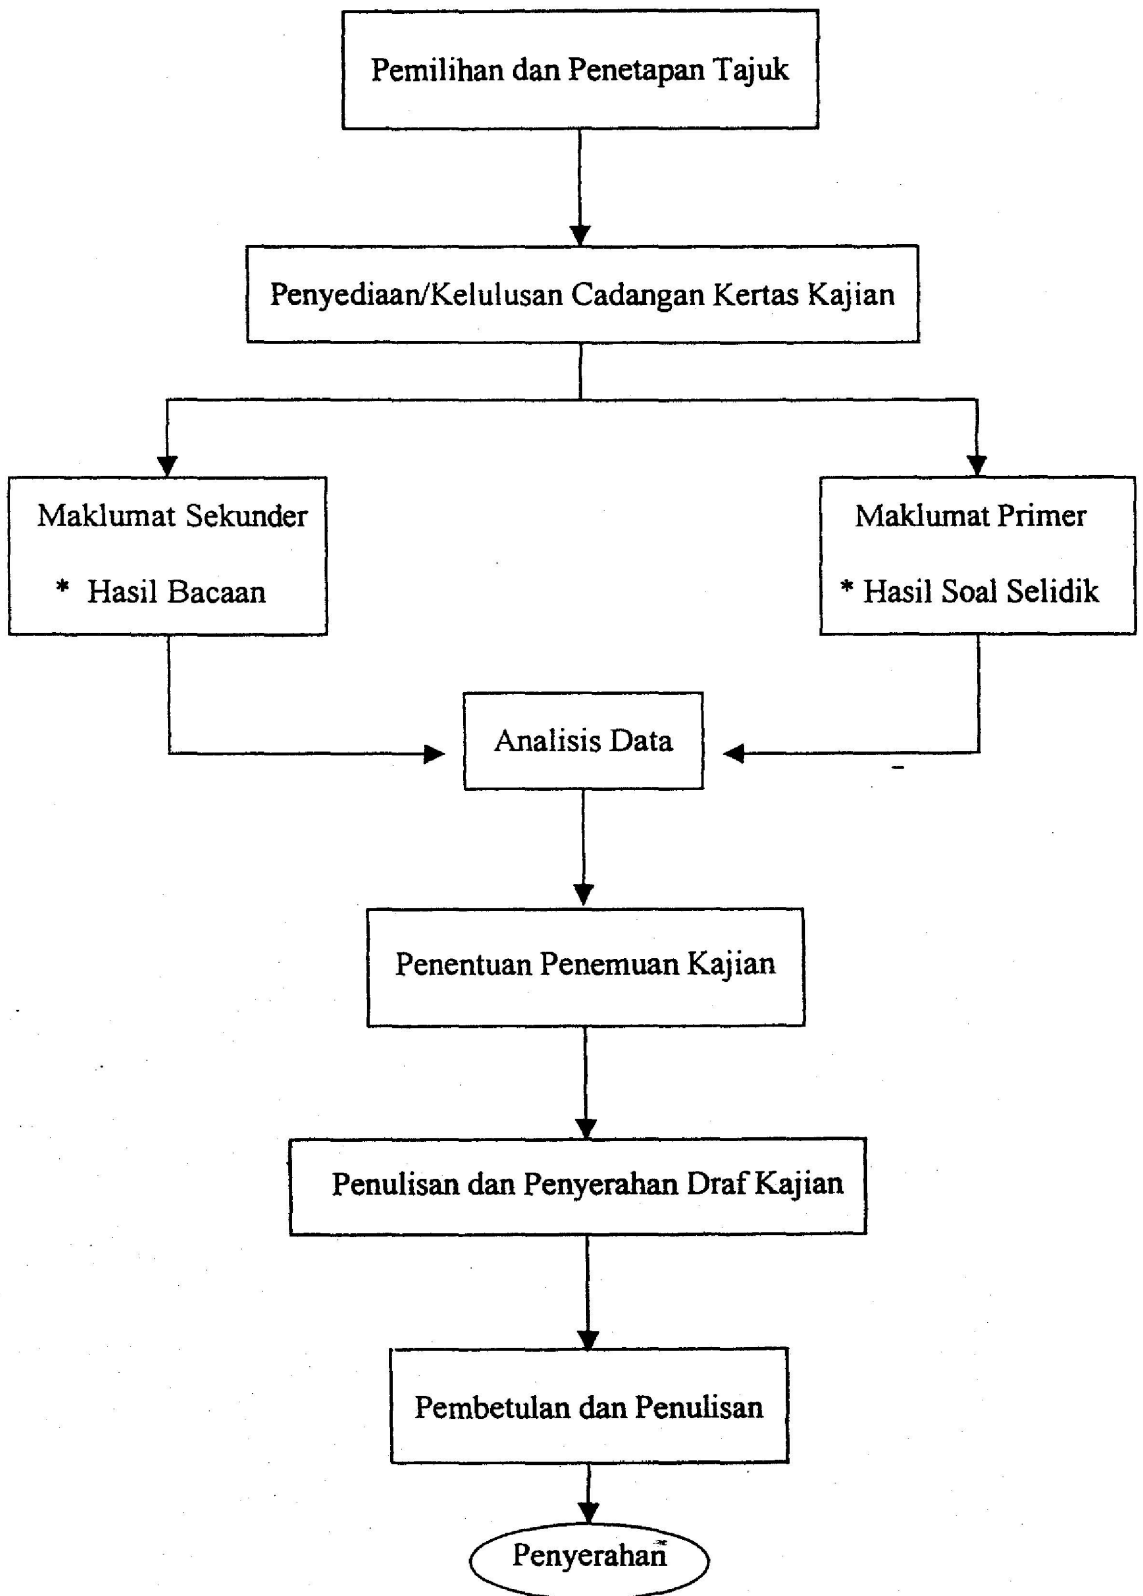 Pemilihan dan Penetapan Tajuk
Penyediaan/Kelulusan Cadangan Kertas Kajian
Maklumat Sekunder
* Hasil Bacaan
Maklumat Primer
* Hasil Soal Selidik
Analisis Data
Penentuan Penemuan Kajian
Penulisan dan Penyerahan Draf Kajian
Pembetulan dan Penulisan
Penyerahan